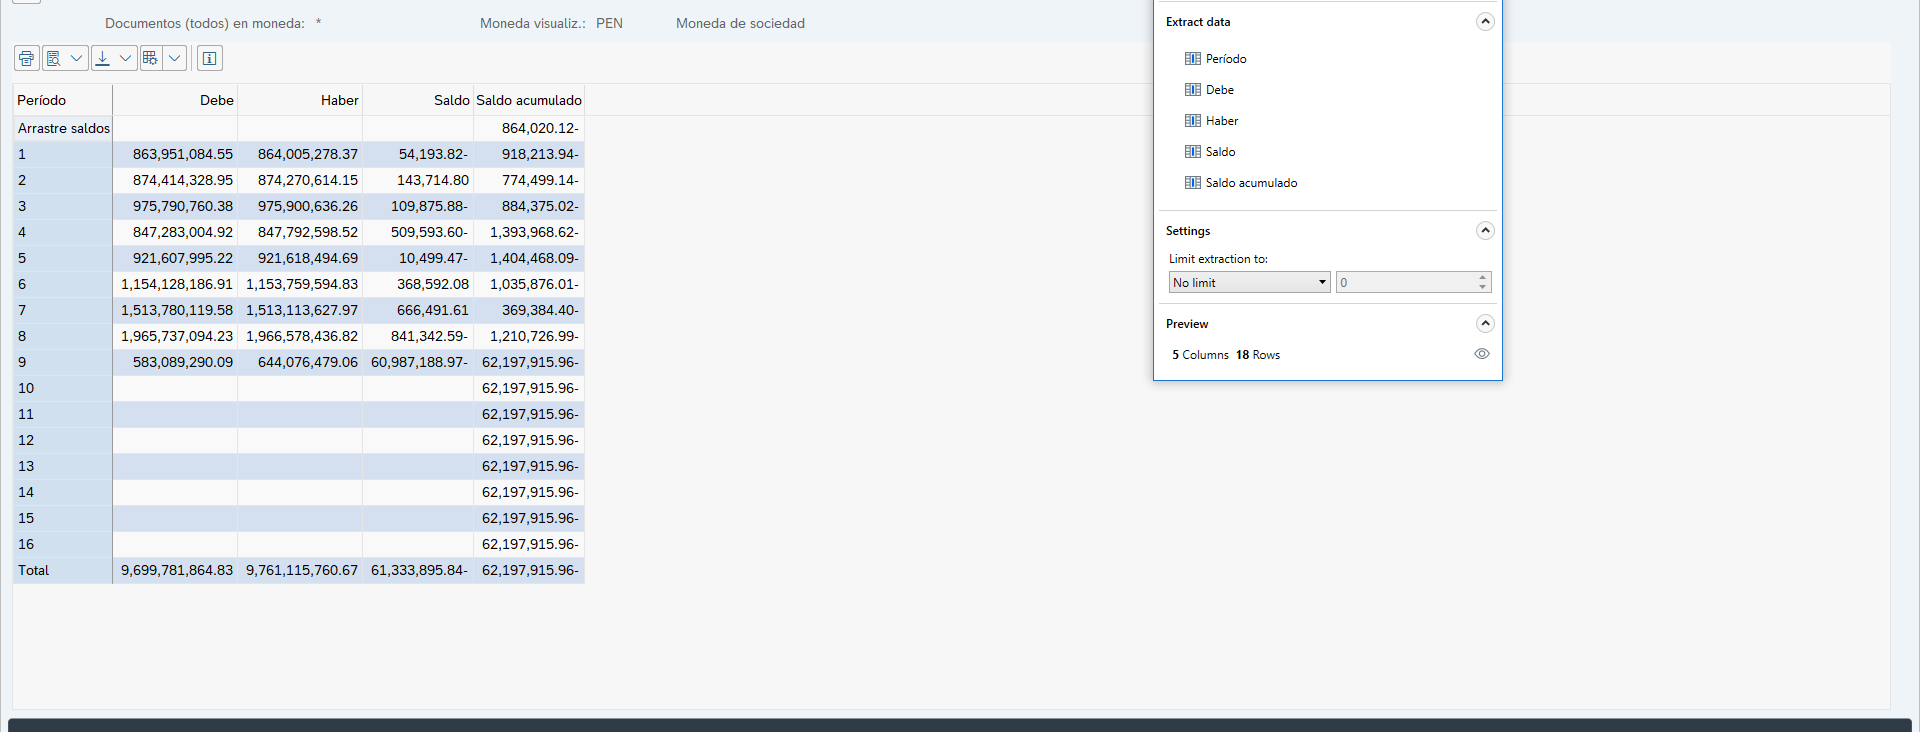 Documentos (todos) en moneda: * Moneda visualiz.: PEN Moneda de sociedad
Período Debe Haber Saldo Saldo acumulado
Arrastre saldos 864,020.12-
1 863,951,084.55 864,005,278.37 54,193.82- 918,213.94-
2 874,414,328.95 874,270,614.15 143,714.80 774,499.14-
3 975,790,760.38 975,900,636.26 109,875.88- 884,375.02-
4 847,283,004.92 847,792,598.52 509,593.60- 1,393,968.62-
5 921,607,995.22 921,618,494.69 10,499.47- 1,404,468.09-
6 1,154,128,186.91 1,153,759,594.83 368,592.08 1,035,876.01-
7 1,513,780,119.58 1,513,113,627.97 666,491.61 369,384.40-
8 1,965,737,094.23 1,966,578,436.82 841,342.59- 1,210,726.99-
9 583,089,290.09 644,076,479.06 60,987,188.97- 62,197,915.96-
10 62,197,915.96-
11 62,197,915.96-
12 62,197,915.96-
13 62,197,915.96-
14 62,197,915.96-
15 62,197,915.96-
16 62,197,915.96-
Total 9,699,781,864.83 9,761,115,760.67 61,333,895.84- 62,197,915.96-
Extract data
Período
Debe
Haber
Saldo
Saldo acumulado
Settings
Limit extraction to:
No limit 0
Preview
5 Columns 18 Rows